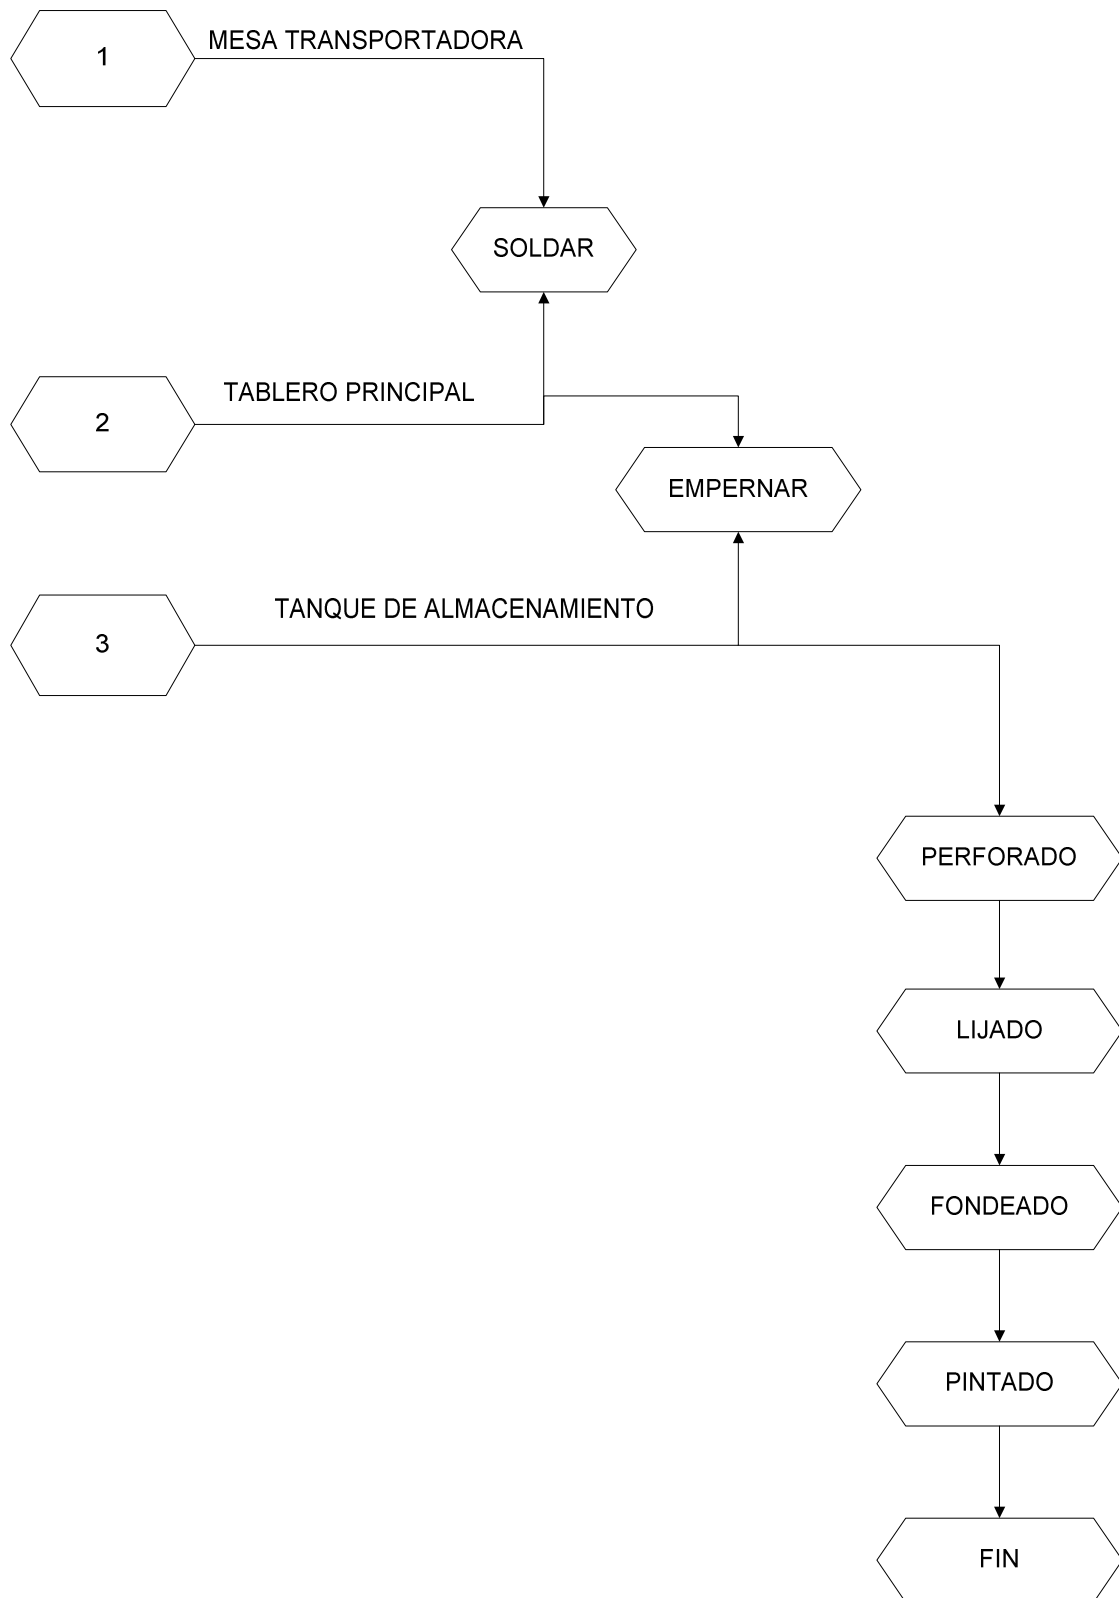 1
MESA TRANSPORTADORA
SOLDAR
2
TABLERO PRINCIPAL
EMPERNAR
3
TANQUE DE ALMACENAMIENTO
PERFORADO
LIJADO
FONDEADO
PINTADO
FIN